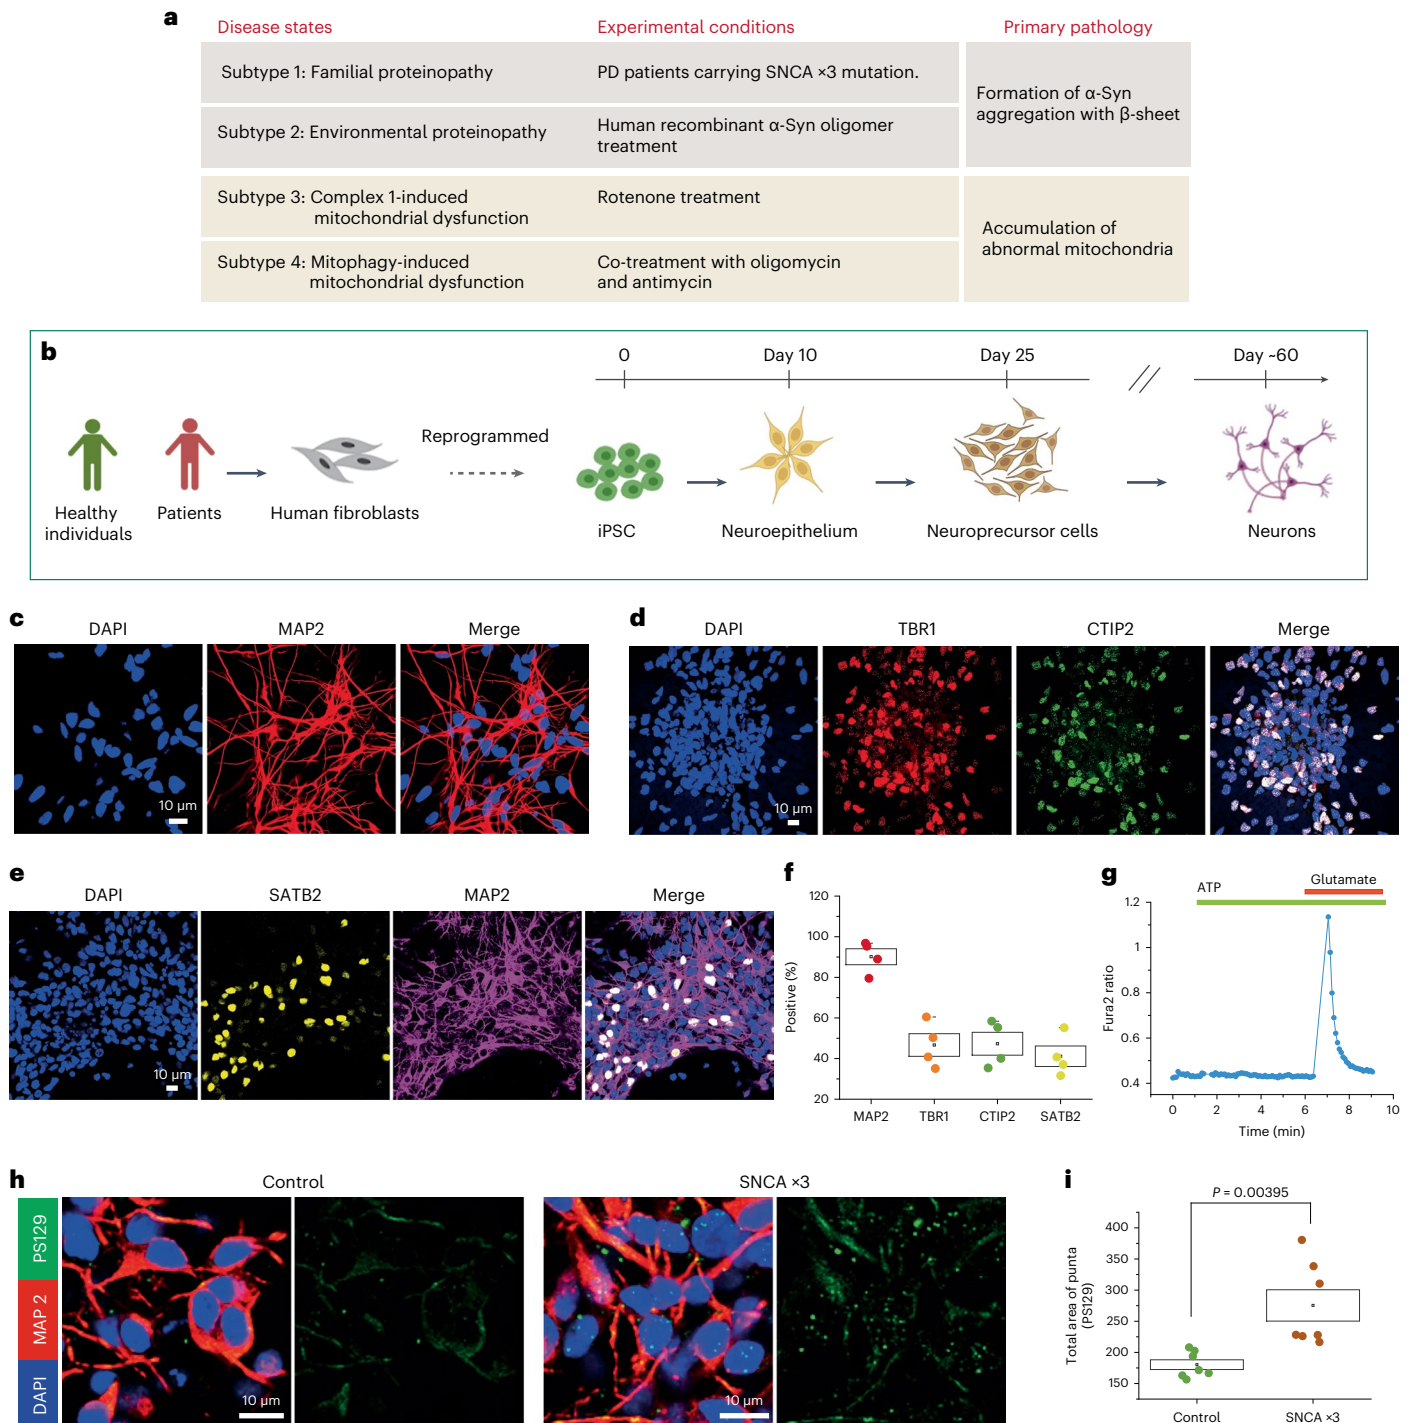 a
Disease states
Experimental conditions
Primary pathology
Subtype 1: Familial proteinopathy
PD patients carrying SNCA ×3 mutation.
Formation of α-Syn
aggregation with β-sheet
Subtype 2: Environmental proteinopathy
Human recombinant α-Syn oligomer
treatment
Subtype 3: Complex 1-induced
mitochondrial dysfunction
Rotenone treatment
Accumulation of
abnormal mitochondria
Subtype 4: Mitophagy-induced
mitochondrial dysfunction
Co-treatment with oligomycin
and antimycin
b
0
Day 10
Day 25
Day ~60
Reprogrammed
Healthy
individuals
Patients
Human fibroblasts
iPSC
Neuroepithelium
Neuroprecursor cells
Neurons
c
DAPI
MAP2
Merge
10 µm
d
DAPI
TBR1
CTIP2
Merge
10 µm
e
DAPI
SATB2
MAP2
Merge
10 µm
f
Positive (%)
120
100
80
60
40
20
MAP2
TBR1
CTIP2
SATB2
g
ATP
Glutamate
Fura2 ratio
1.2
1
0.8
0.6
0.4
0
2
4
6
8
10
Time (min)
h
Control
SNCA ×3
PS129
MAP 2
DAPI
10 µm
10 µm
i
P = 0.00395
Total area of punta
(PS129)
400
350
300
250
200
150
Control
SNCA ×3